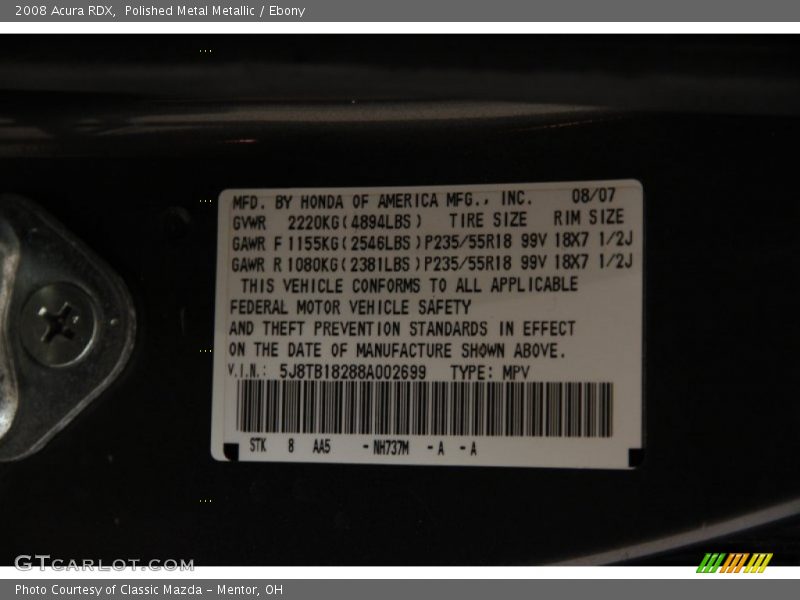 2008 Acura RDX,  Polished Metal Metallic / Ebony
MFD. BY HONDA OF AMERICA MFG., INC. 08/07
GVWR 2220KG(4894LBS) TIRE SIZE RIM SIZE
GAWR F 1155KG(2546LBS) P235/55R18 99V 18X7 1/2J
GAWR R 1080KG(2381LBS) P235/55R18 99V 18X7 1/2J
THIS VEHICLE CONFORMS TO ALL APPLICABLE
FEDERAL MOTOR VEHICLE SAFETY
AND THEFT PREVENTION STANDARDS IN EFFECT
ON THE DATE OF MANUFACTURE SHOWN ABOVE.
V.I.N.: 5J8TB18288A002699 TYPE: MPV
STK 8 AA5 -NH737M -A -A
GTCARLOT.COM
Photo Courtesy of Classic Mazda - Mentor, OH